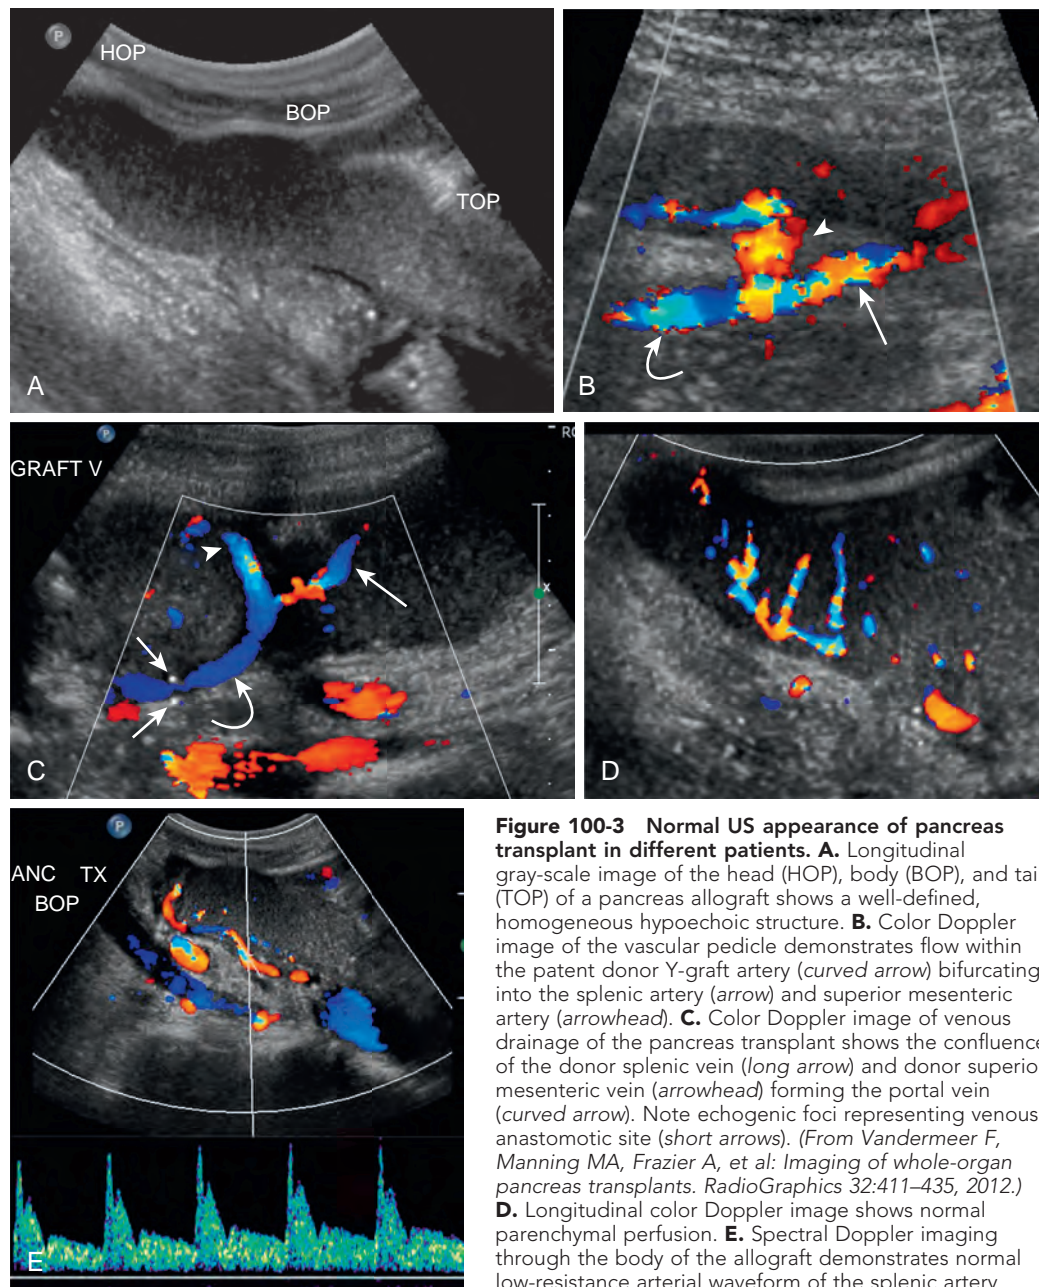 P
HOP
BOP
TOP
A
B
P
RC
GRAFT V
x
C
D
P
ANC TX
BOP
E
Figure 100-3 Normal US appearance of pancreas
transplant in different patients. A. Longitudinal
gray-scale image of the head (HOP), body (BOP), and tai
(TOP) of a pancreas allograft shows a well-defined,
homogeneous hypoechoic structure. B. Color Doppler
image of the vascular pedicle demonstrates flow within
the patent donor Y-graft artery (curved arrow) bifurcating
into the splenic artery (arrow) and superior mesenteric
artery (arrowhead). C. Color Doppler image of venous
drainage of the pancreas transplant shows the confluence
of the donor splenic vein (long arrow) and donor superio
mesenteric vein (arrowhead) forming the portal vein
(curved arrow). Note echogenic foci representing venous
anastomotic site (short arrows). (From Vandermeer F,
Manning MA, Frazier A, et al: Imaging of whole-organ
pancreas transplants. RadioGraphics 32:411–435, 2012.)
D. Longitudinal color Doppler image shows normal
parenchymal perfusion. E. Spectral Doppler imaging
through the body of the allograft demonstrates normal
low-resistance arterial waveform of the splenic artery